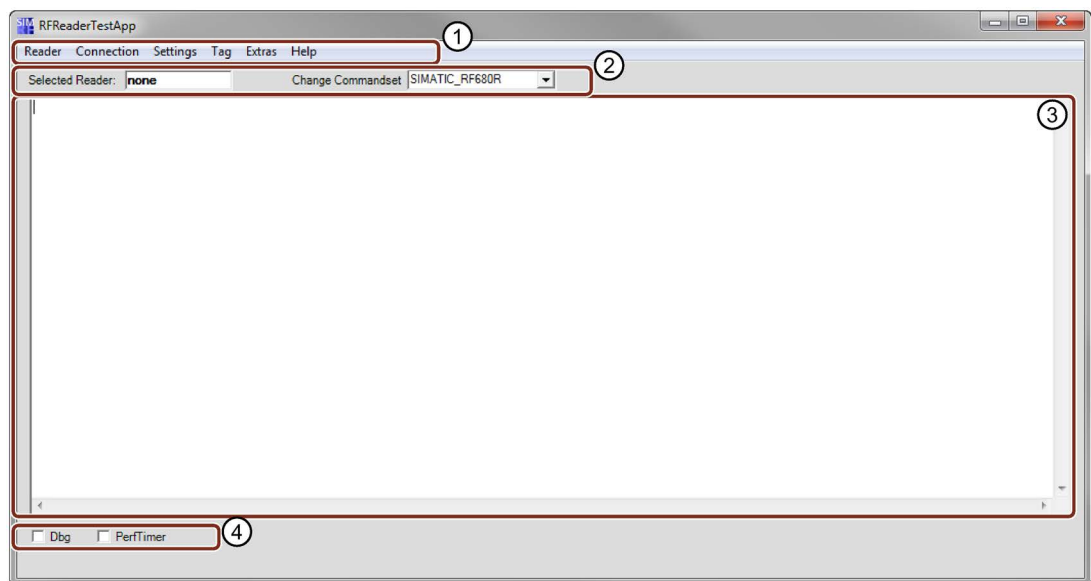 SIM RFReaderTestApp
1
Reader Connection Settings Tag Extras Help
2
Selected Reader: none Change Commandset SIMATIC_RF680R
3
Dbg PerfTimer 4